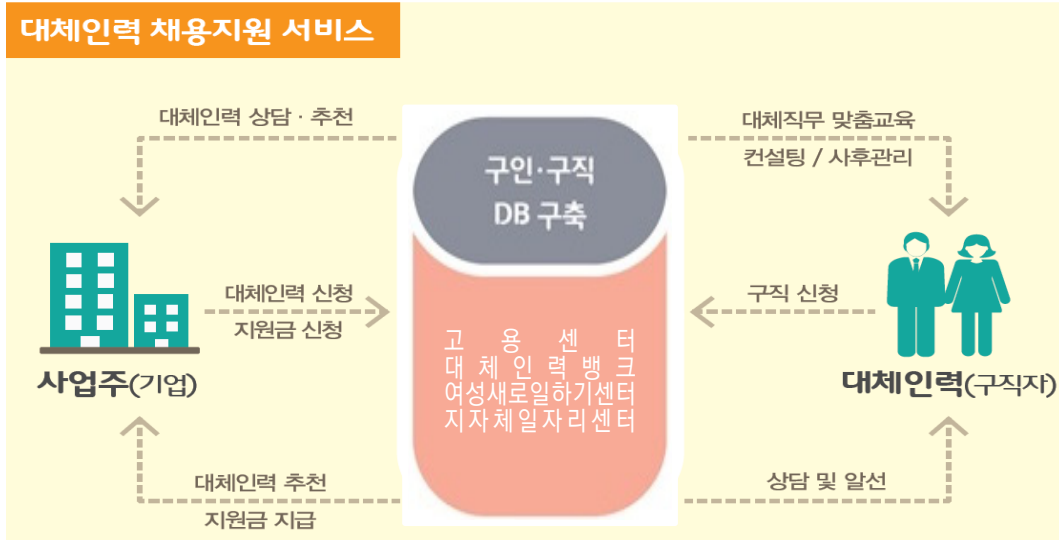 대체인력 채용지원 서비스
대체인력 상담 · 추천
대체직무 맞춤교육
컨설팅 / 사후관리
구인·구직
DB 구축
대체인력 신청
지원금 신청
구직 신청
고용센터
대체인력뱅크
여성새로일하기센터
지자체일자리센터
사업주(기업)
대체인력(구직자)
대체인력 추천
지원금 지급
상담 및 알선